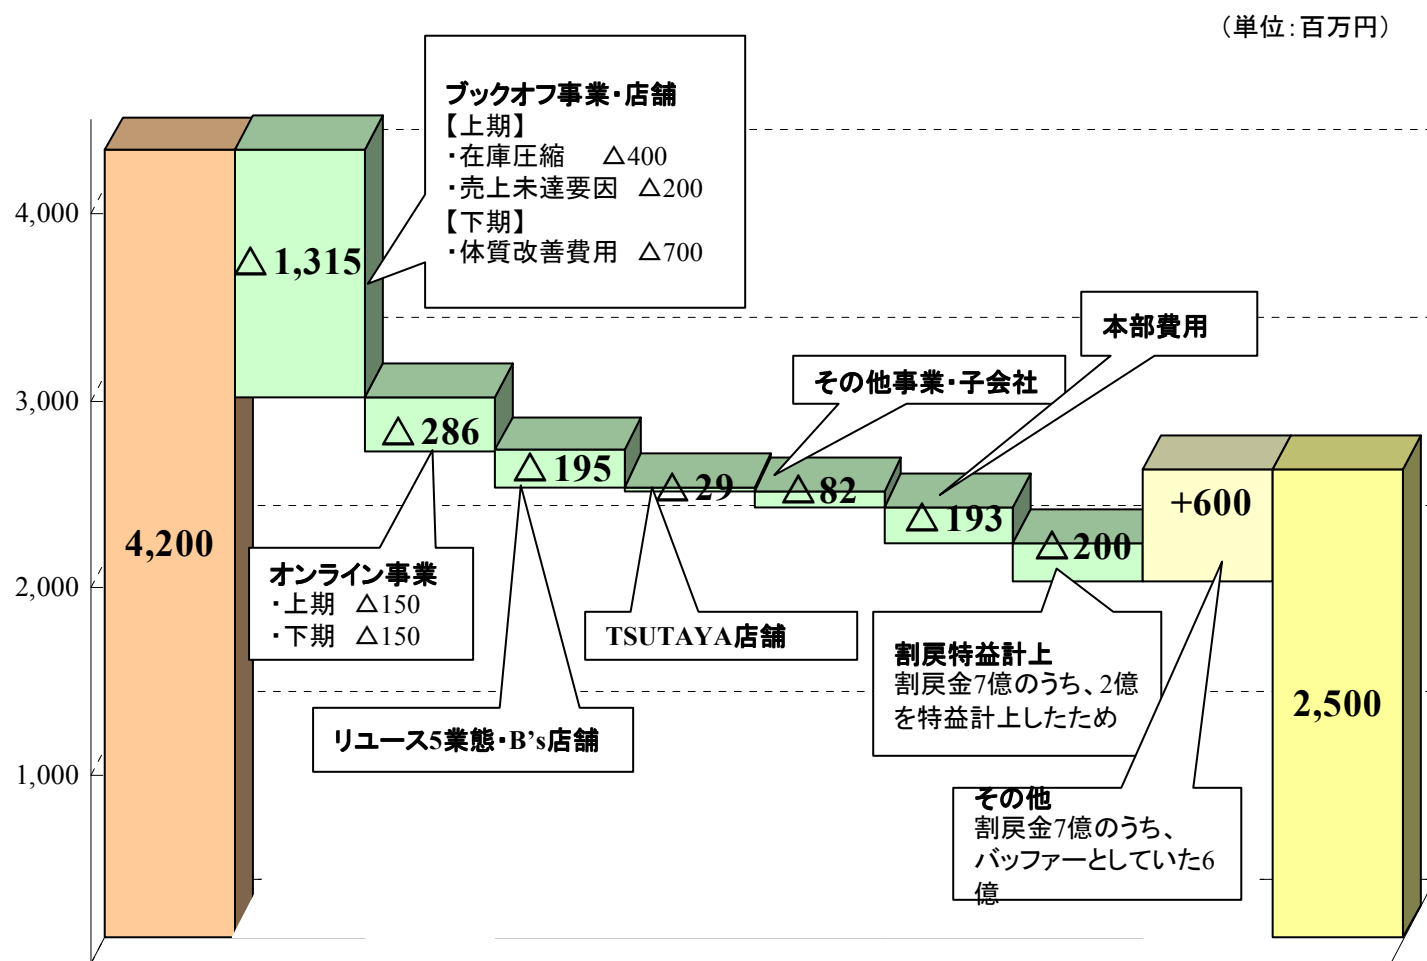 （単位：百万円）
ブックオフ事業・店舗
【上期】
・在庫圧縮　△400
・売上未達要因　△200
【下期】
・体質改善費用　△700
4,000
3,000
2,000
1,000
4,200
△1,315
△286
△195
△29
△82
△193
△200
+600
2,500
本部費用
その他事業・子会社
オンライン事業
・上期　△150
・下期　△150
TSUTAYA店舗
リユース5業態・B’s店舗
割戻特益計上
割戻金7億のうち、2億
を特益計上したため
その他
割戻金7億のうち、
バッファーとしていた6
億